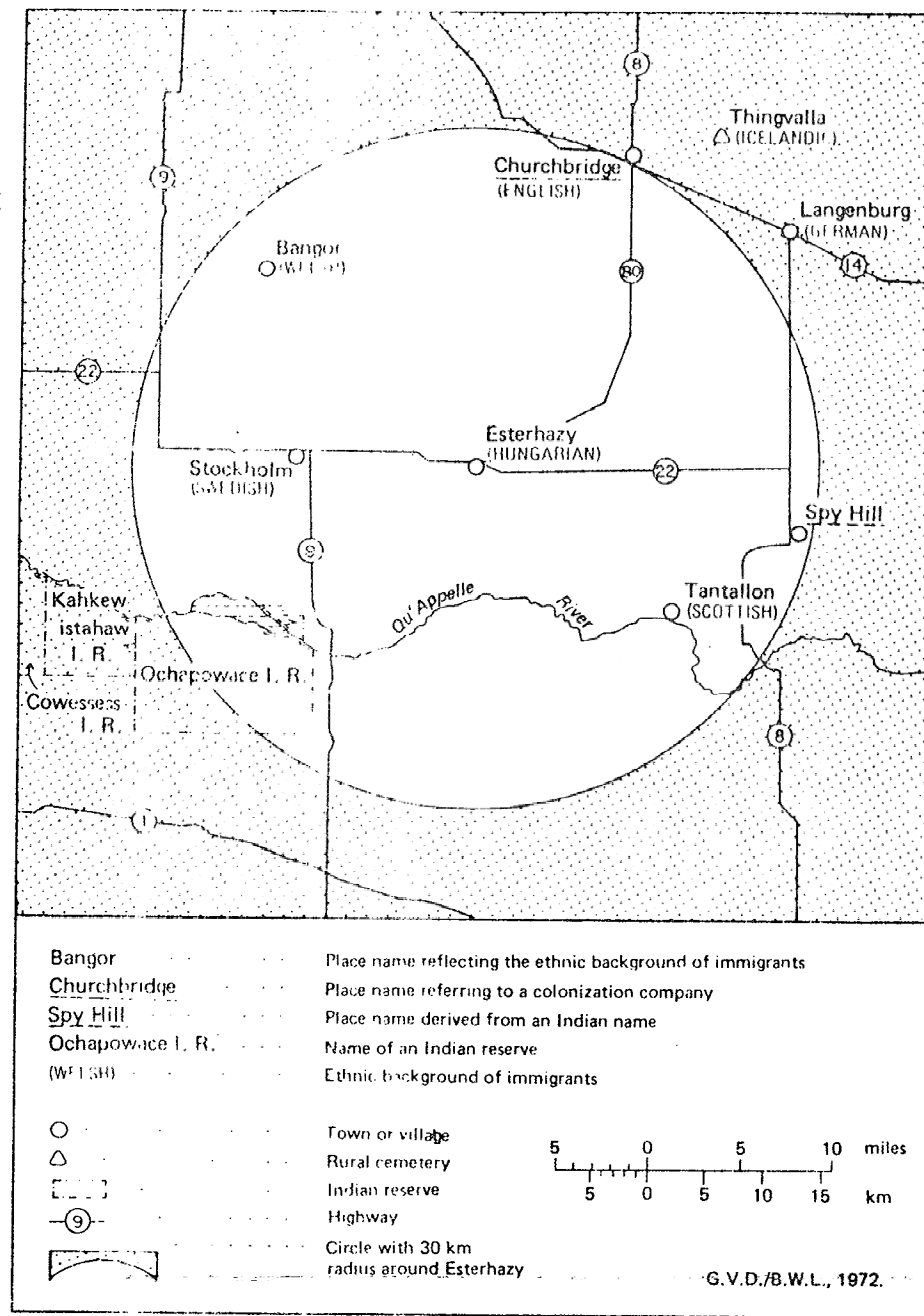 8
Thingvalla
Churchbridge
(ENGLISH)
9
Langenburg
(GERMAN)
Bangor
14
80
22
Esterhazy
(HUNGARIAN)
Stockholm
(SWEDISH)
22
Spy Hill
9
Kahkew
istahaw
I. R.
Qu'Appelle
River
Tantallon
(SCOTTISH)
Ochapowace I. R.
Cowessess
I. R.
8
1
Bangor Place name reflecting the ethnic background of immigrants
Churchbridge Place name referring to a colonization company
Spy Hill Place name derived from an Indian name
Ochapowace I. R. Name of an Indian reserve
(WELSH) Ethnic background of immigrants
Town or village
Rural cemetery
Indian reserve
9 Highway
Circle with 30 km
radius around Esterhazy
5 0 5 10 miles
5 0 5 10 15 km
G.V.D./B.W.L., 1972.